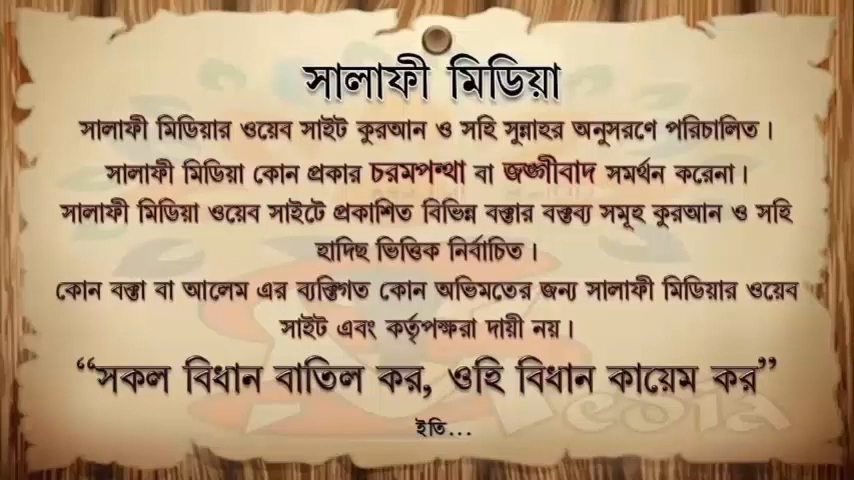 সালাফী মিডিয়া
সালাফী মিডিয়ার ওয়েব সাইট কুরআন ও সহি সুন্নাহর অনুসরণে পরিচালিত।
সালাফী মিডিয়া কোন প্রকার চরমপন্থা বা জঙ্গীবাদ সমর্থন করেনা।
সালাফী মিডিয়া ওয়েব সাইটে প্রকাশিত বিভিন্ন বক্তার বক্তব্য সমূহ কুরআন ও সহি
হাদিছ ভিত্তিক নির্বাচিত।
কোন বক্তা বা আলেম এর ব্যক্তিগত কোন অভিমতের জন্য সালাফী মিডিয়ার ওয়েব
সাইট এবং কর্তৃপক্ষরা দায়ী নয়।
“সকল বিধান বাতিল কর, ওহি বিধান কায়েম কর”
ইতি...